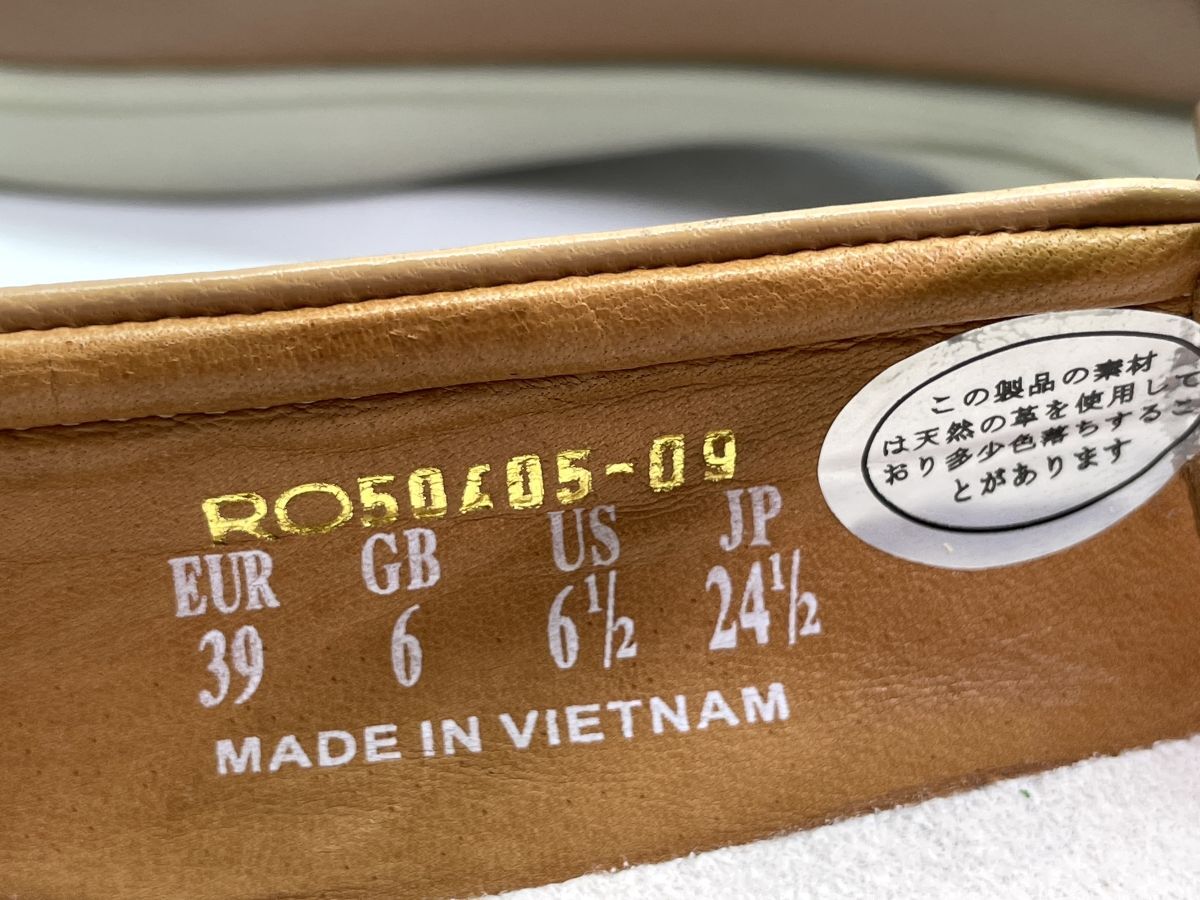 RO50405-09
EUR GB US JP
39 6 6½ 24½
MADE IN VIETNAM
この製品の素材
は天然の革を使用して
おり多少色落ちするこ
とがあります